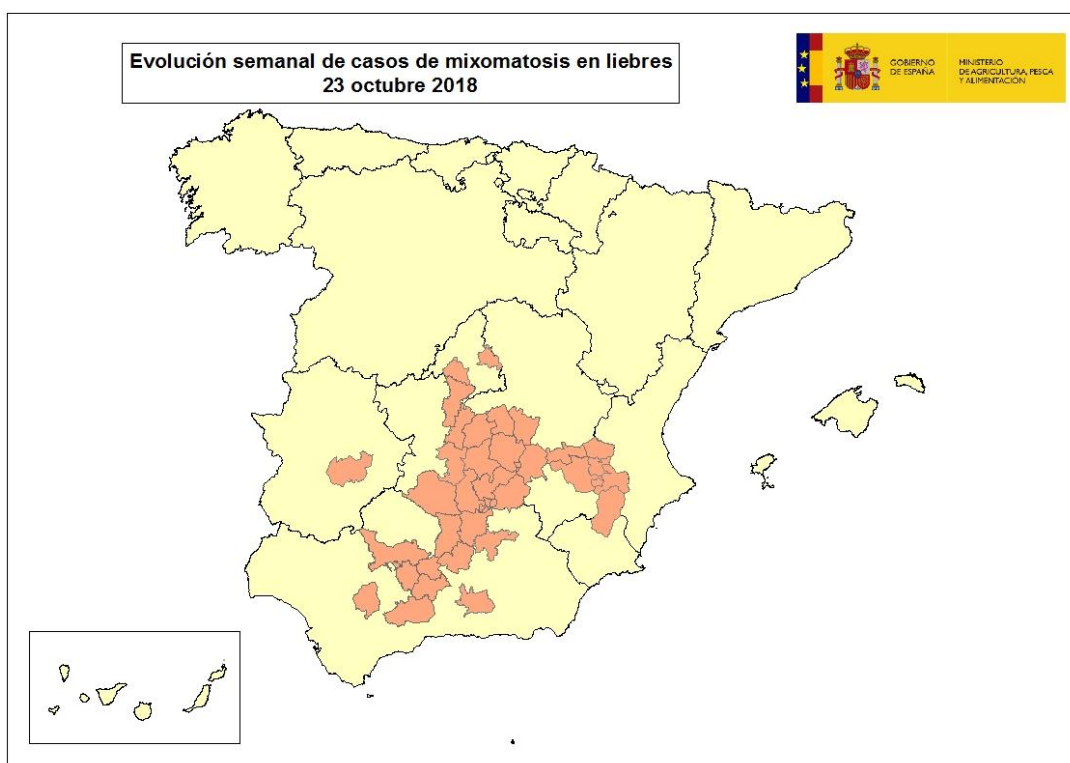 Evolución semanal de casos de mixomatosis en liebres
23 octubre 2018
GOBIERNO
DE ESPAÑA
MINISTERIO
DE AGRICULTURA, PESCA
Y ALIMENTACIÓN